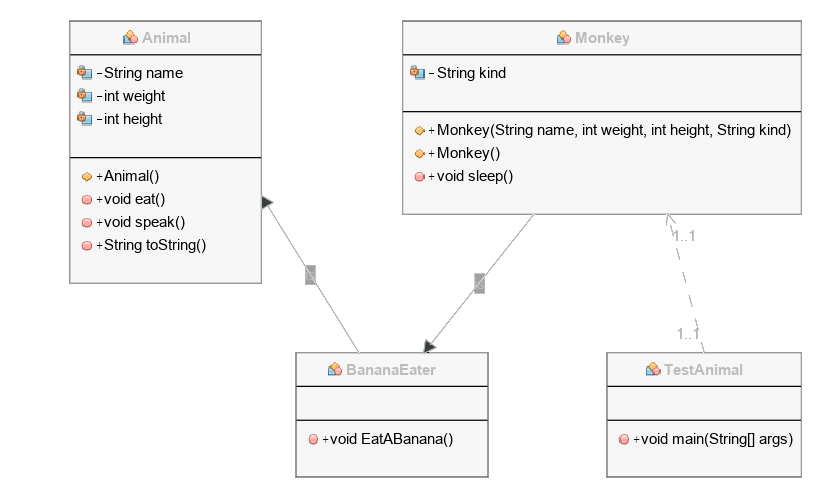 Animal
-String name
-int weight
-int height
+Animal()
+void eat()
+void speak()
+String toString()
Monkey
-String kind
+Monkey(String name, int weight, int height, String kind)
+Monkey()
+void sleep()
1..1
1..1
BananaEater
+void EatABanana()
TestAnimal
+void main(String[] args)